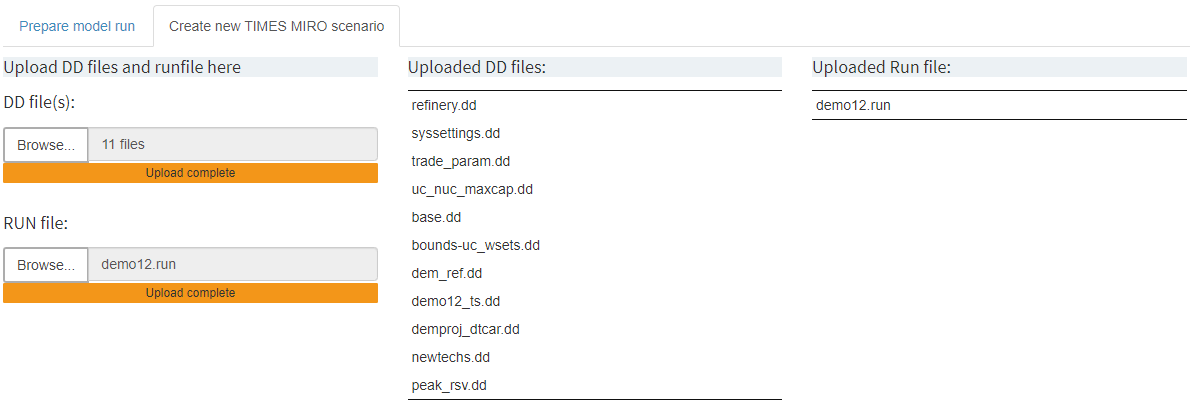 Prepare model run
Create new TIMES MIRO scenario
Upload DD files and runfile here
DD file(s):
Browse...
11 files
Upload complete
RUN file:
Browse...
demo12.run
Upload complete
Uploaded DD files:
refinery.dd
syssettings.dd
trade_param.dd
uc_nuc_maxcap.dd
base.dd
bounds-uc_wsets.dd
dem_ref.dd
demo12_ts.dd
demproj_dtcar.dd
newtechs.dd
peak_rsv.dd
Uploaded Run file:
demo12.run